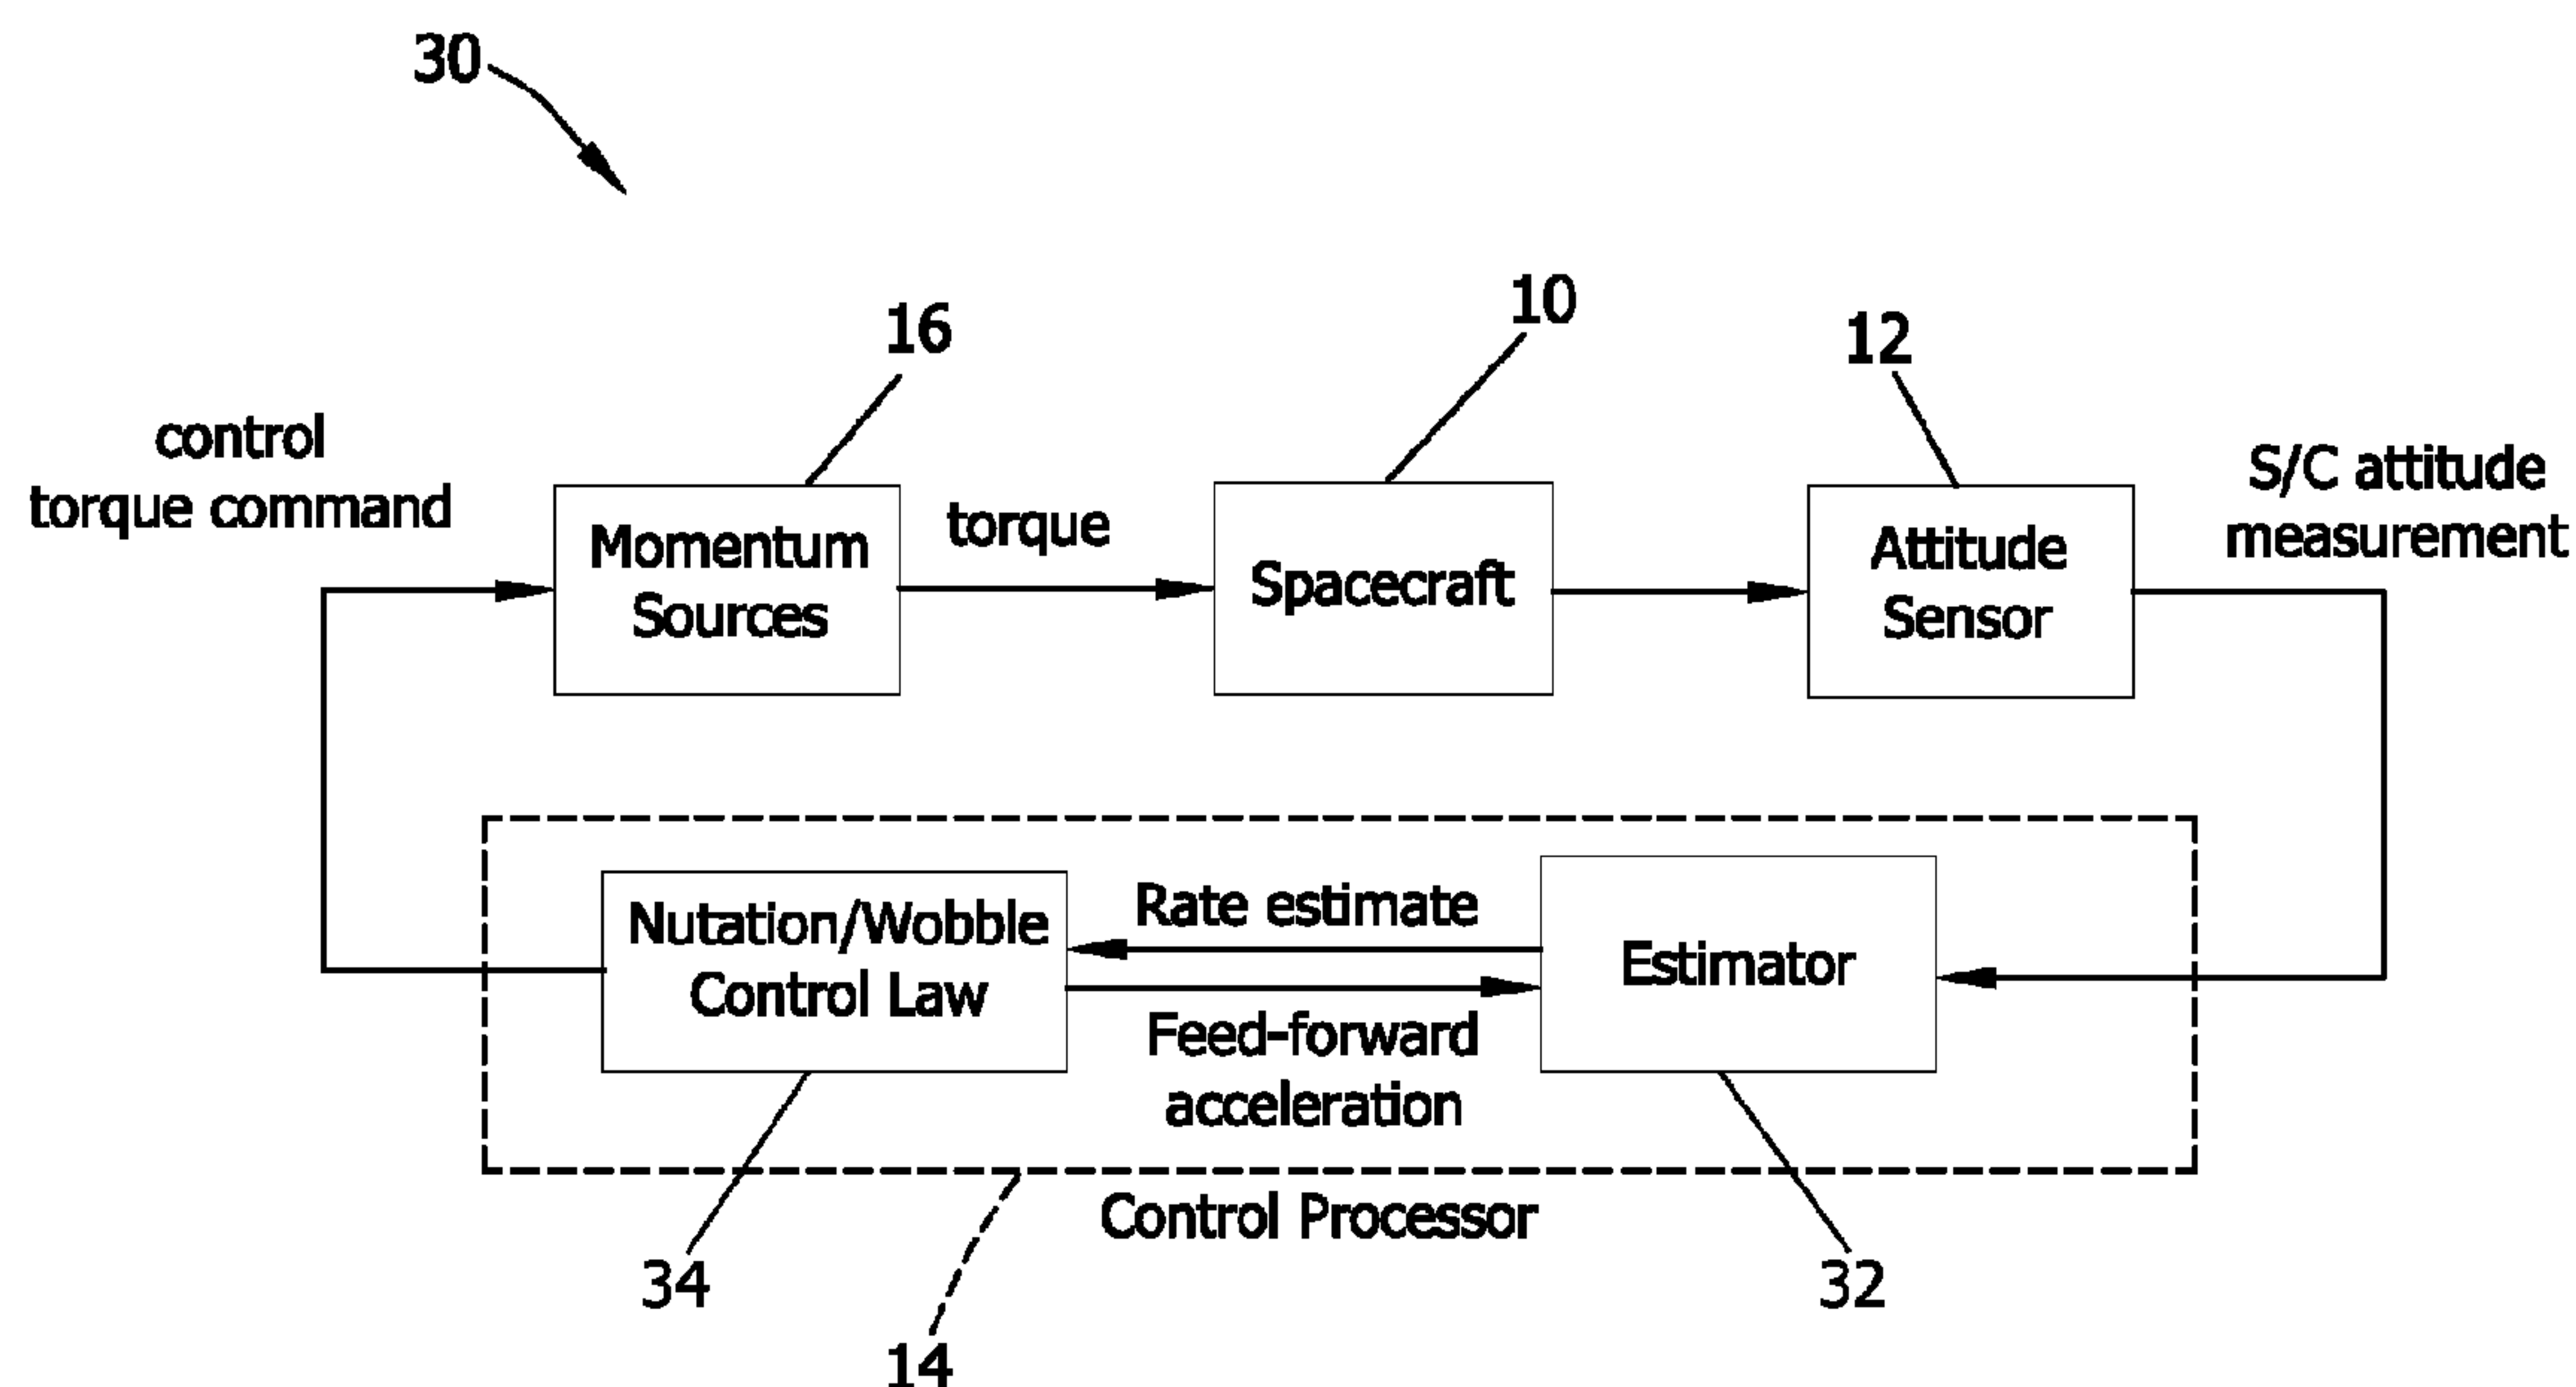 30
16
10
12
control
torque command
Momentum
Sources
torque
Spacecraft
Attitude
Sensor
S/C attitude
measurement
Nutation/Wobble
Control Law
Rate estimate
Feed-forward
acceleration
Estimator
Control Processor
34
32
14